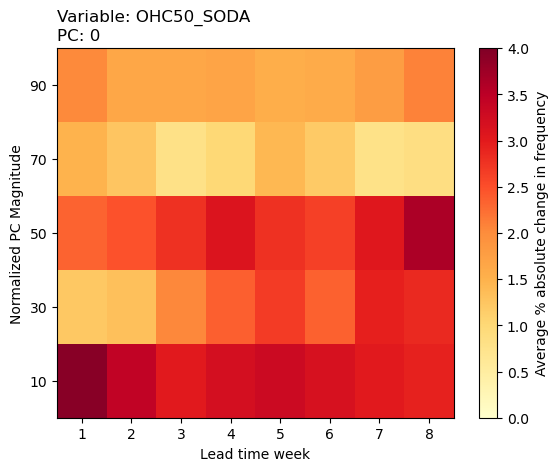 Variable: OHC50_SODA
PC: 0
Normalized PC Magnitude
90
70
50
30
10
1 2 3 4 5 6 7 8
Lead time week
4.0
3.5
3.0
2.5
2.0
1.5
1.0
0.5
0.0
Average % absolute change in frequency